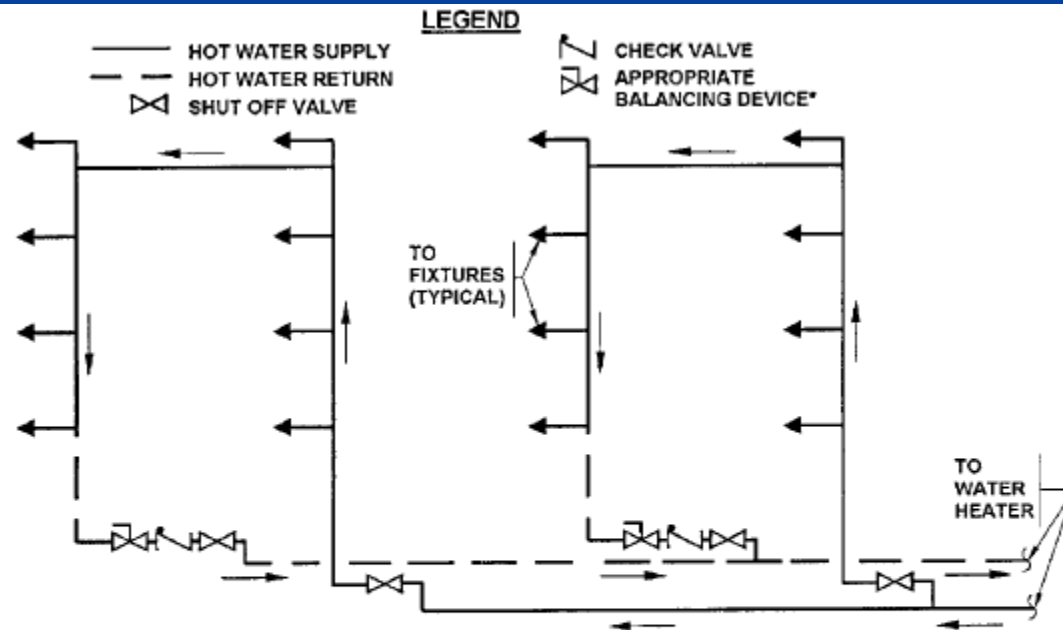 LEGEND
HOT WATER SUPPLY
HOT WATER RETURN
SHUT OFF VALVE
CHECK VALVE
APPROPRIATE
BALANCING DEVICE*
TO
FIXTURES
(TYPICAL)
TO
WATER
HEATER